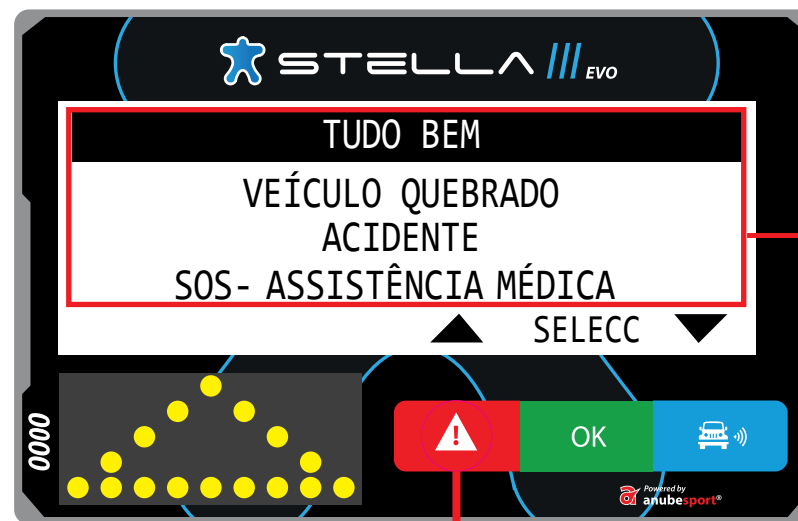 STELLA III EVO
TUDO BEM
VEÍCULO QUEBRADO
ACIDENTE
SOS- ASSISTÊNCIA MÉDICA
SELECC
0000
OK
Powered by
anubesport®